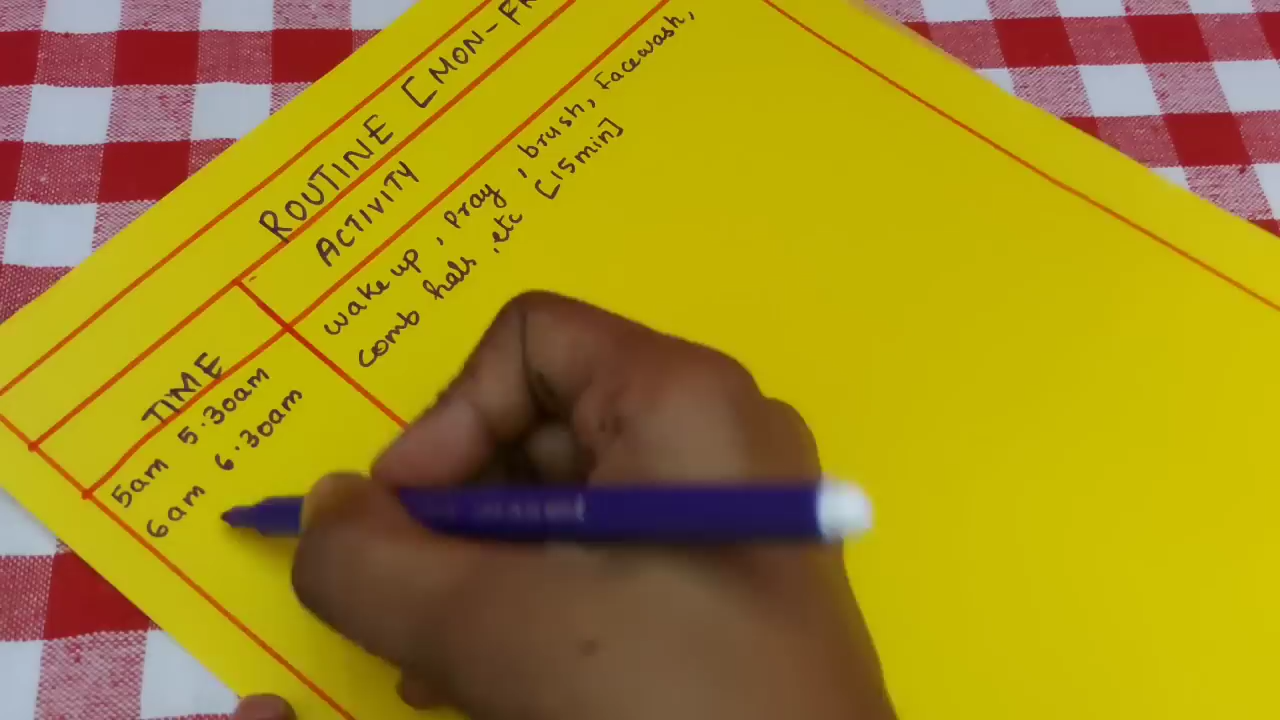 ROUTINE [MON-FR
TIME ACTIVITY
5am 5.30am wake up, Pray, brush, Facewash,
6am 6.30am comb hals, etc [15min]